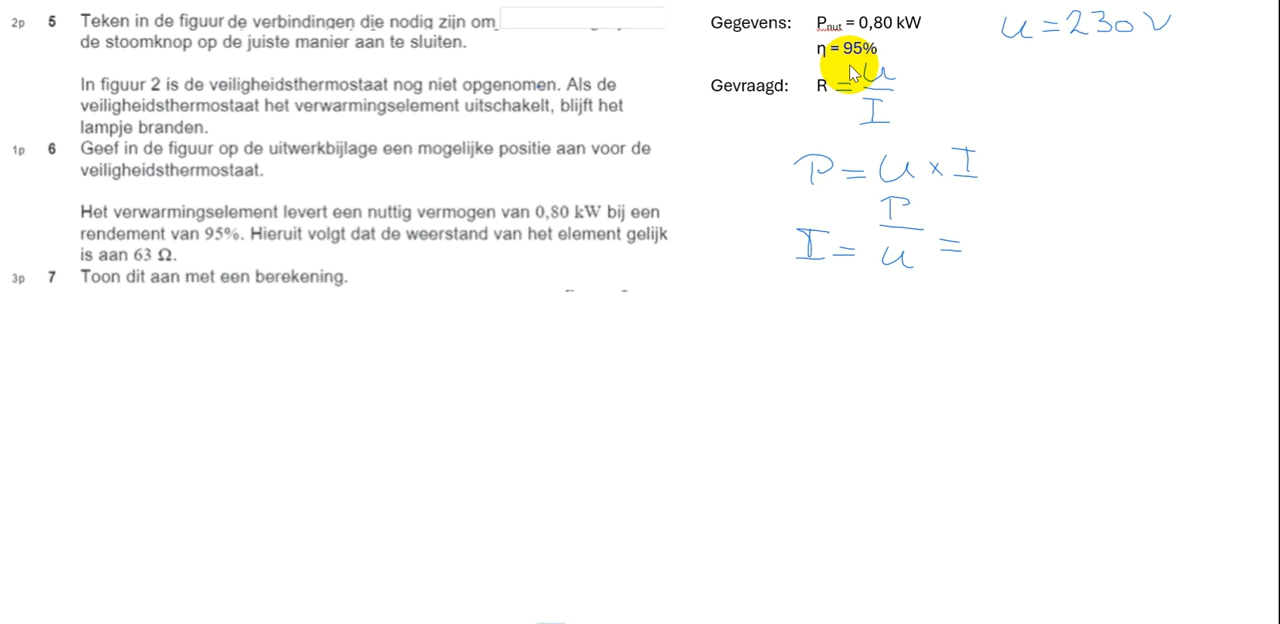 2p 5 Teken in de figuur de verbindingen die nodig zijn om
de stoomknop op de juiste manier aan te sluiten.
In figuur 2 is de veiligheidsthermostaat nog niet opgenomen. Als de
veiligheidsthermostaat het verwarmingselement uitschakelt, blijft het
lampje branden.
1p 6 Geef in de figuur op de uitwerkbijlage een mogelijke positie aan voor de
veiligheidsthermostaat.
Het verwarmingselement levert een nuttig vermogen van 0,80 kW bij een
rendement van 95%. Hieruit volgt dat de weerstand van het element gelijk
is aan 63 Ω.
3p 7 Toon dit aan met een berekening.
Gegevens: Pnut = 0,80 kW
η = 95%
Gevraagd: R = U/I
U = 230 V
P = U × I
I = P/U =